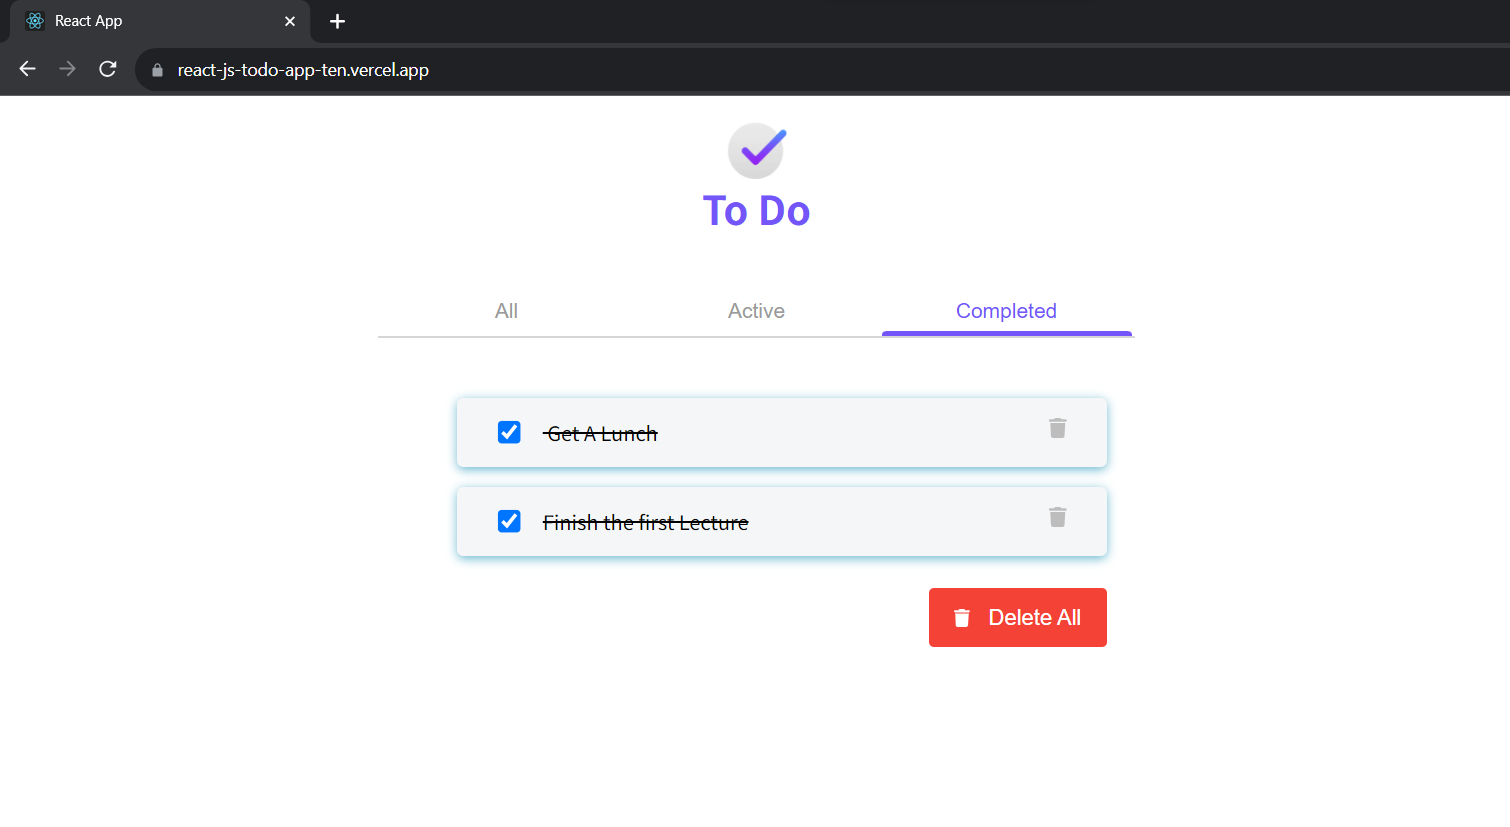 React App
react-js-todo-app-ten.vercel.app
To Do
All Active Completed
Get A Lunch
Finish the first Lecture
Delete All